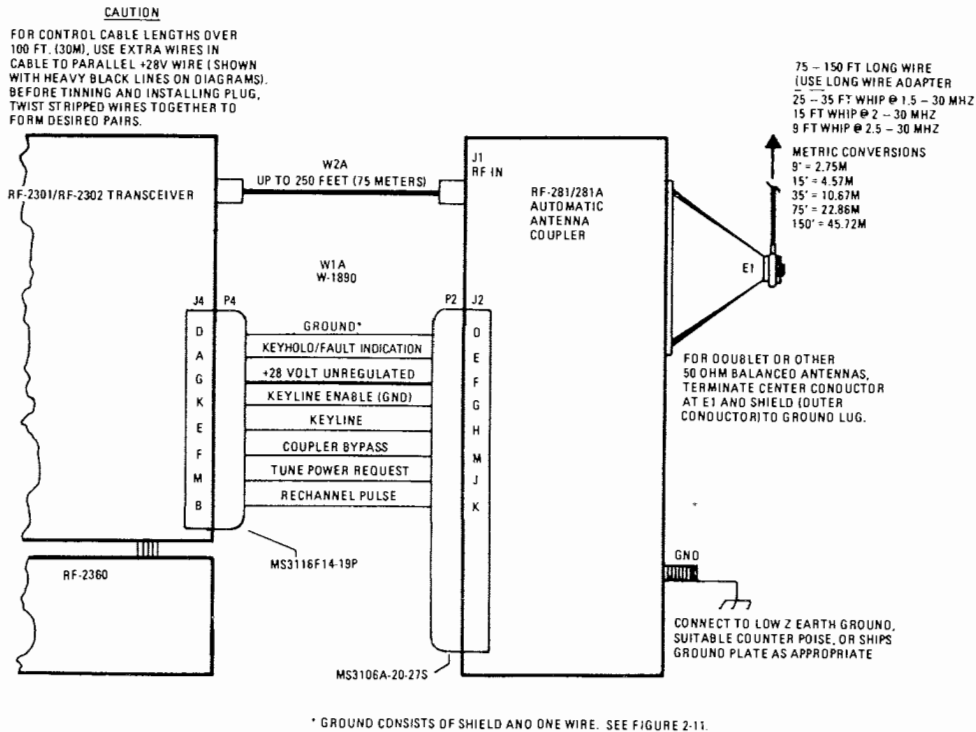 CAUTION
FOR CONTROL CABLE LENGTHS OVER
100 FT. (30M), USE EXTRA WIRES IN
CABLE TO PARALLEL +28V WIRE (SHOWN
WITH HEAVY BLACK LINES ON DIAGRAMS).
BEFORE TINNING AND INSTALLING PLUG,
TWIST STRIPPED WIRES TOGETHER TO
FORM DESIRED PAIRS.
75 - 150 FT LONG WIRE
(USE LONG WIRE ADAPTER
25 - 35 FT WHIP @ 1.5 - 30 MHZ
15 FT WHIP @ 2 - 30 MHZ
9 FT WHIP @ 2.5 - 30 MHZ
METRIC CONVERSIONS
9' = 2.75M
15' = 4.57M
35' = 10.67M
75' = 22.86M
150' = 45.72M
RF-2301/RF-2302 TRANSCEIVER
W2A
UP TO 250 FEET (75 METERS)
J1
RF IN
RF-281/281A
AUTOMATIC
ANTENNA
COUPLER
E1
W1A
W-1890
J4 P4
P2 J2
D GROUND* D
A KEYHOLD/FAULT INDICATION E
G +28 VOLT UNREGULATED F
K KEYLINE ENABLE (GND) G
E KEYLINE H
F COUPLER BYPASS M
M TUNE POWER REQUEST J
B RECHANNEL PULSE K
FOR DOUBLET OR OTHER
50 OHM BALANCED ANTENNAS,
TERMINATE CENTER CONDUCTOR
AT E1 AND SHIELD (OUTER
CONDUCTOR) TO GROUND LUG.
MS3116F14-19P
RF-2360
GND
CONNECT TO LOW Z EARTH GROUND,
SUITABLE COUNTER POISE, OR SHIPS
GROUND PLATE AS APPROPRIATE
MS3106A-20-27S
* GROUND CONSISTS OF SHIELD AND ONE WIRE. SEE FIGURE 2-11.